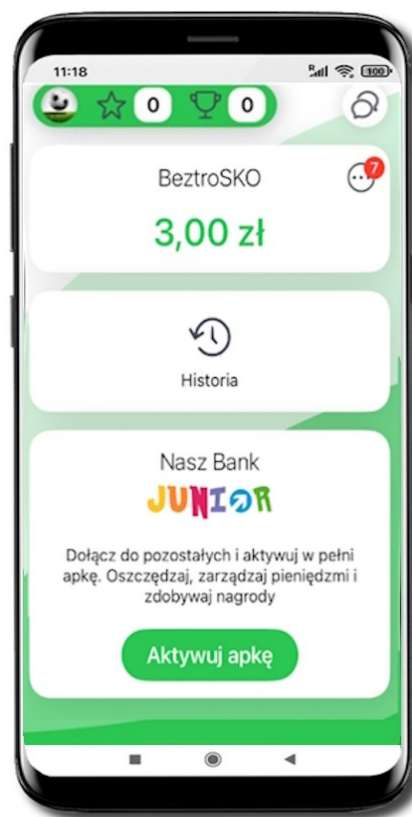 11:18
R
100
0
0
BeztroSKO
7
3,00 zł
Historia
Nasz Bank
JUNIOR
Dołącz do pozostałych i aktywuj w pełni
apkę. Oszczędzaj, zarządzaj pieniędzmi i
zdobywaj nagrody
Aktywuj apkę